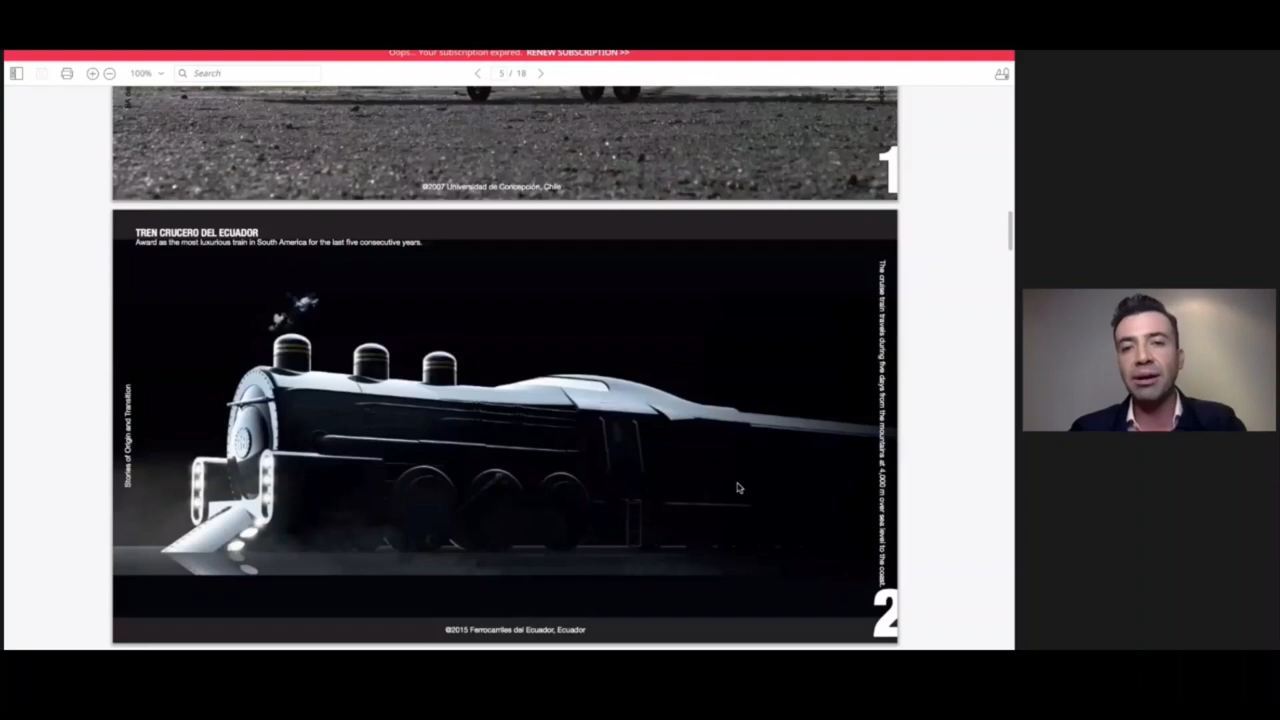 Oops... Your subscription expired. RENEW SUBSCRIPTION >>
100%
Search
5 / 18
©2007 Universidad de Concepción, Chile
1
TREN CRUCERO DEL ECUADOR
Award as the most luxurious train in South America for the last five consecutive years.
Stories of Origin and Transition
The cruise train travels during five days from the mountains at 4,000 m over sea level to the coast.
2
©2015 Ferrocarriles del Ecuador, Ecuador